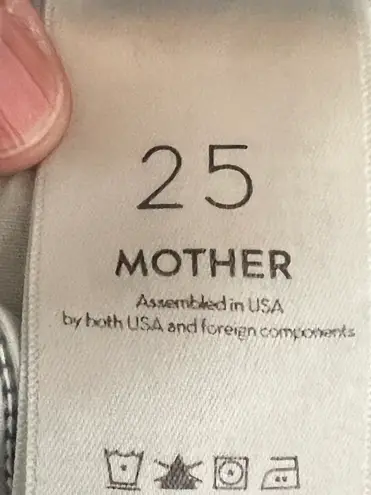 25
MOTHER
Assembled in USA
by both USA and foreign components